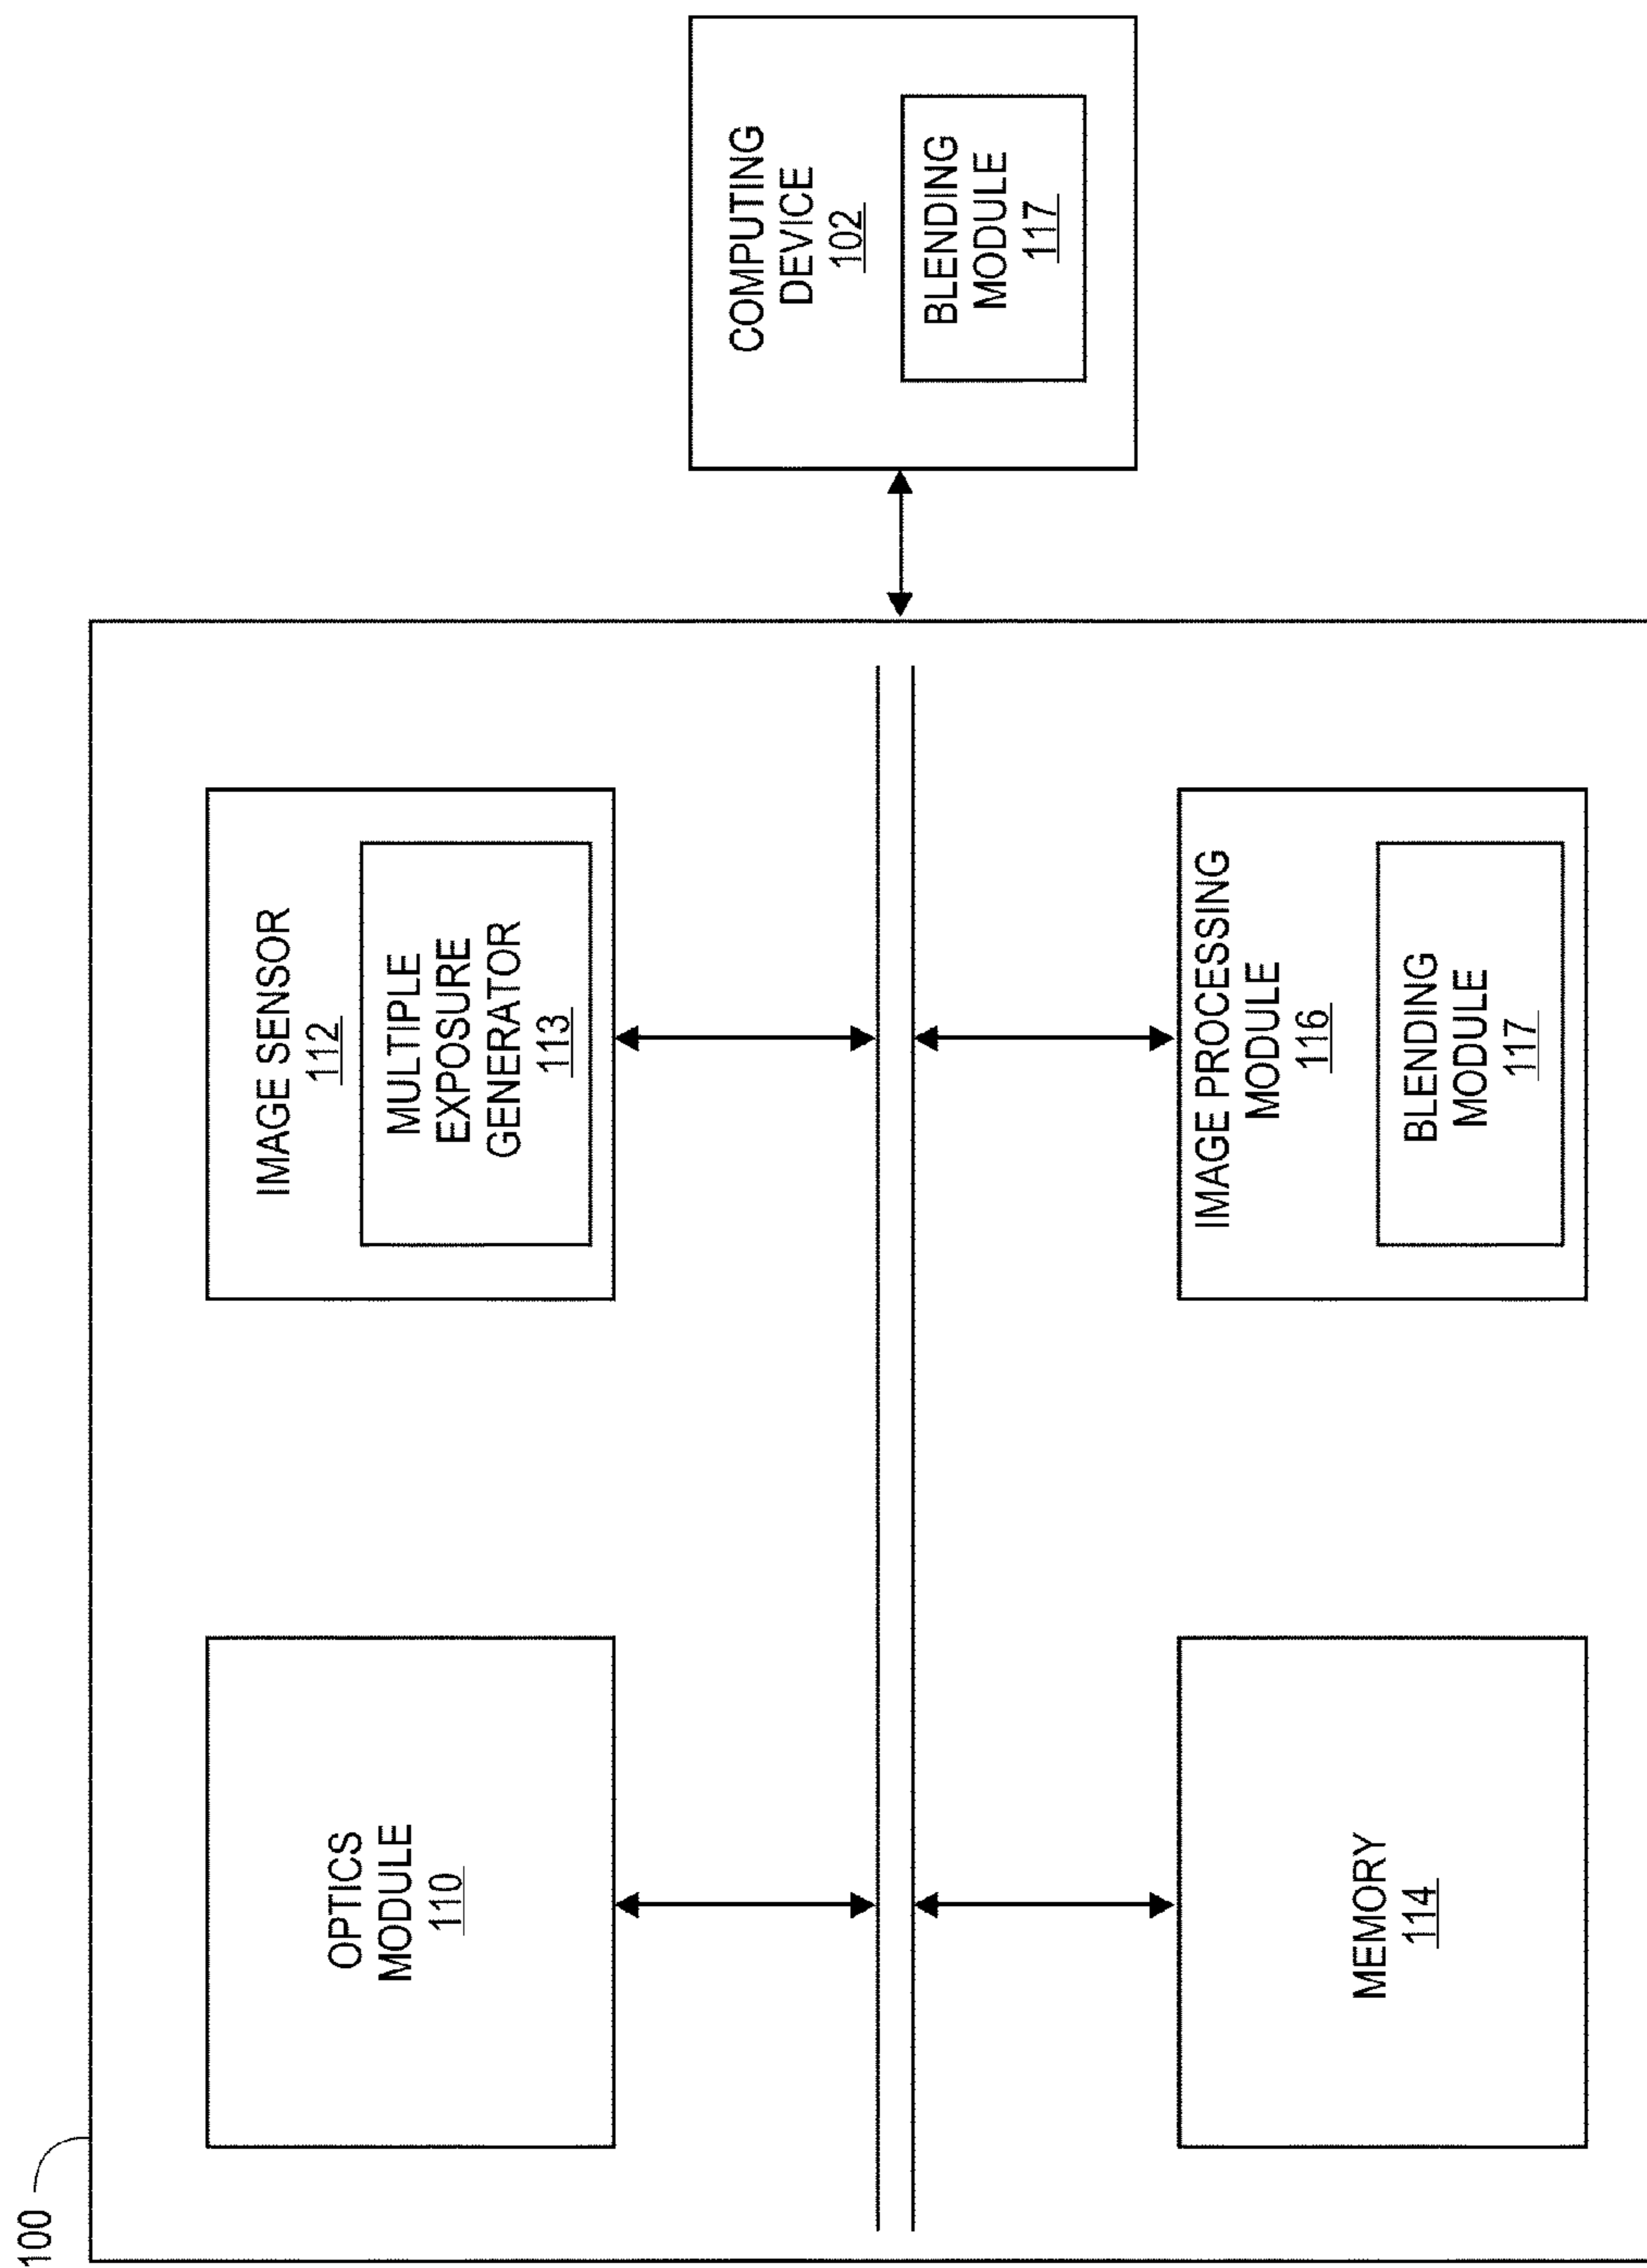 100
OPTICS
MODULE
110
IMAGE SENSOR
112
MULTIPLE
EXPOSURE
GENERATOR
113
MEMORY
114
IMAGE PROCESSING
MODULE
116
BLENDING
MODULE
117
COMPUTING
DEVICE
102
BLENDING
MODULE
117